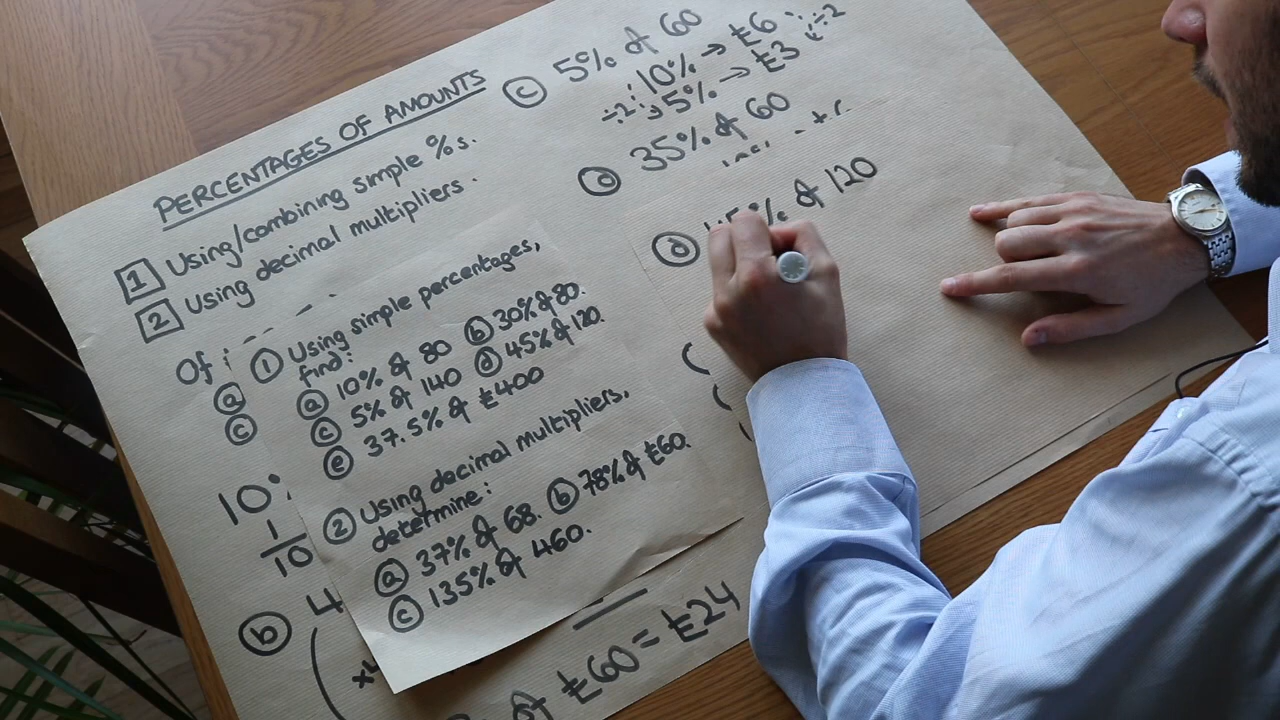 PERCENTAGES OF AMOUNTS
1 Using/combining simple %s.
2 Using decimal multipliers.
Of
a
c
10%
1/10
b 4
x4
of £60 = £24
1 Using simple percentages,
find:
a 10% of 80 b 30% of 80.
c 5% of 140 d 45% of 120.
e 37.5% of £400
2 Using decimal multipliers,
determine:
a 37% of 68. b 78% of £60.
c 135% of 460.
c 5% of 60
10% → £6 ÷2
÷2 5% → £3
35% of 60
d 45% of 120